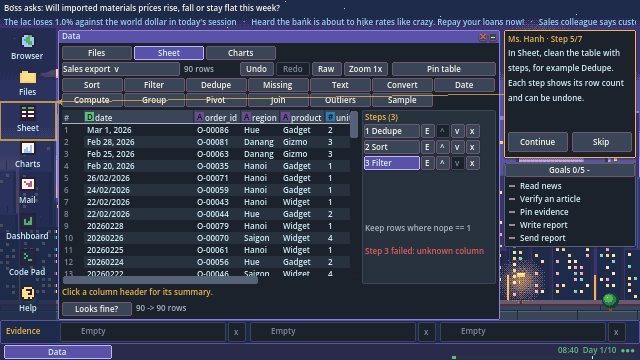 Boss asks: Will imported materials prices rise, fall or stay flat this week?
The lac loses 1.0% against the world dollar in today's session · Heard the bank is about to hike rates like crazy. Repay your loans now! · Sales colleague says cust
Browser
Files
Sheet
Charts
Mail
Dashboard
Code Pad
Help
Data
Files
Sheet
Charts
Sales export v
90 rows
Undo
Redo
Raw
Zoom 1x
Pin table
Sort
Filter
Dedupe
Missing
Text
Convert
Date
Compute
Group
Pivot
Join
Outliers
Sample
# D date A order_id A region A product # uni
1 Mar 1, 2026 O-00086 Hue Gadget 2
2 Feb 28, 2026 O-00081 Danang Gizmo 3
3 Feb 25, 2026 O-00063 Danang Gadget 3
4 Feb 20, 2026 O-00035 Hanoi Gadget 1
5 26/02/2026 O-00071 Hanoi Gadget 1
6 24/02/2026 O-00059 Hanoi Gadget 1
7 22/02/2026 O-00043 Hanoi Widget 1
8 22/02/2026 O-00044 Hue Gadget 2
9 20260228 O-00079 Hanoi Widget 1
10 20260226 O-00070 Saigon Widget 4
11 20260225 O-00061 Hanoi Widget 1
12 20260224 O-00056 Hue Gadget 2
13 20260222 O-00046 Saigon Widget 4
Steps (3)
1 Dedupe E ^ v x
2 Sort E ^ v x
3 Filter E ^ v x
Keep rows where nope == 1
Step 3 failed: unknown column
Click a column header for its summary.
Looks fine?
90 -> 90 rows
Ms. Hanh · Step 5/7
In Sheet, clean the table with
steps, for example Dedupe.
Each step shows its row count
and can be undone.
Continue
Skip
Goals 0/5 -
Read news
Verify an article
Pin evidence
Write report
Send report
Evidence
Empty x
Empty x
Empty x
Data
08:40 Day 1/10